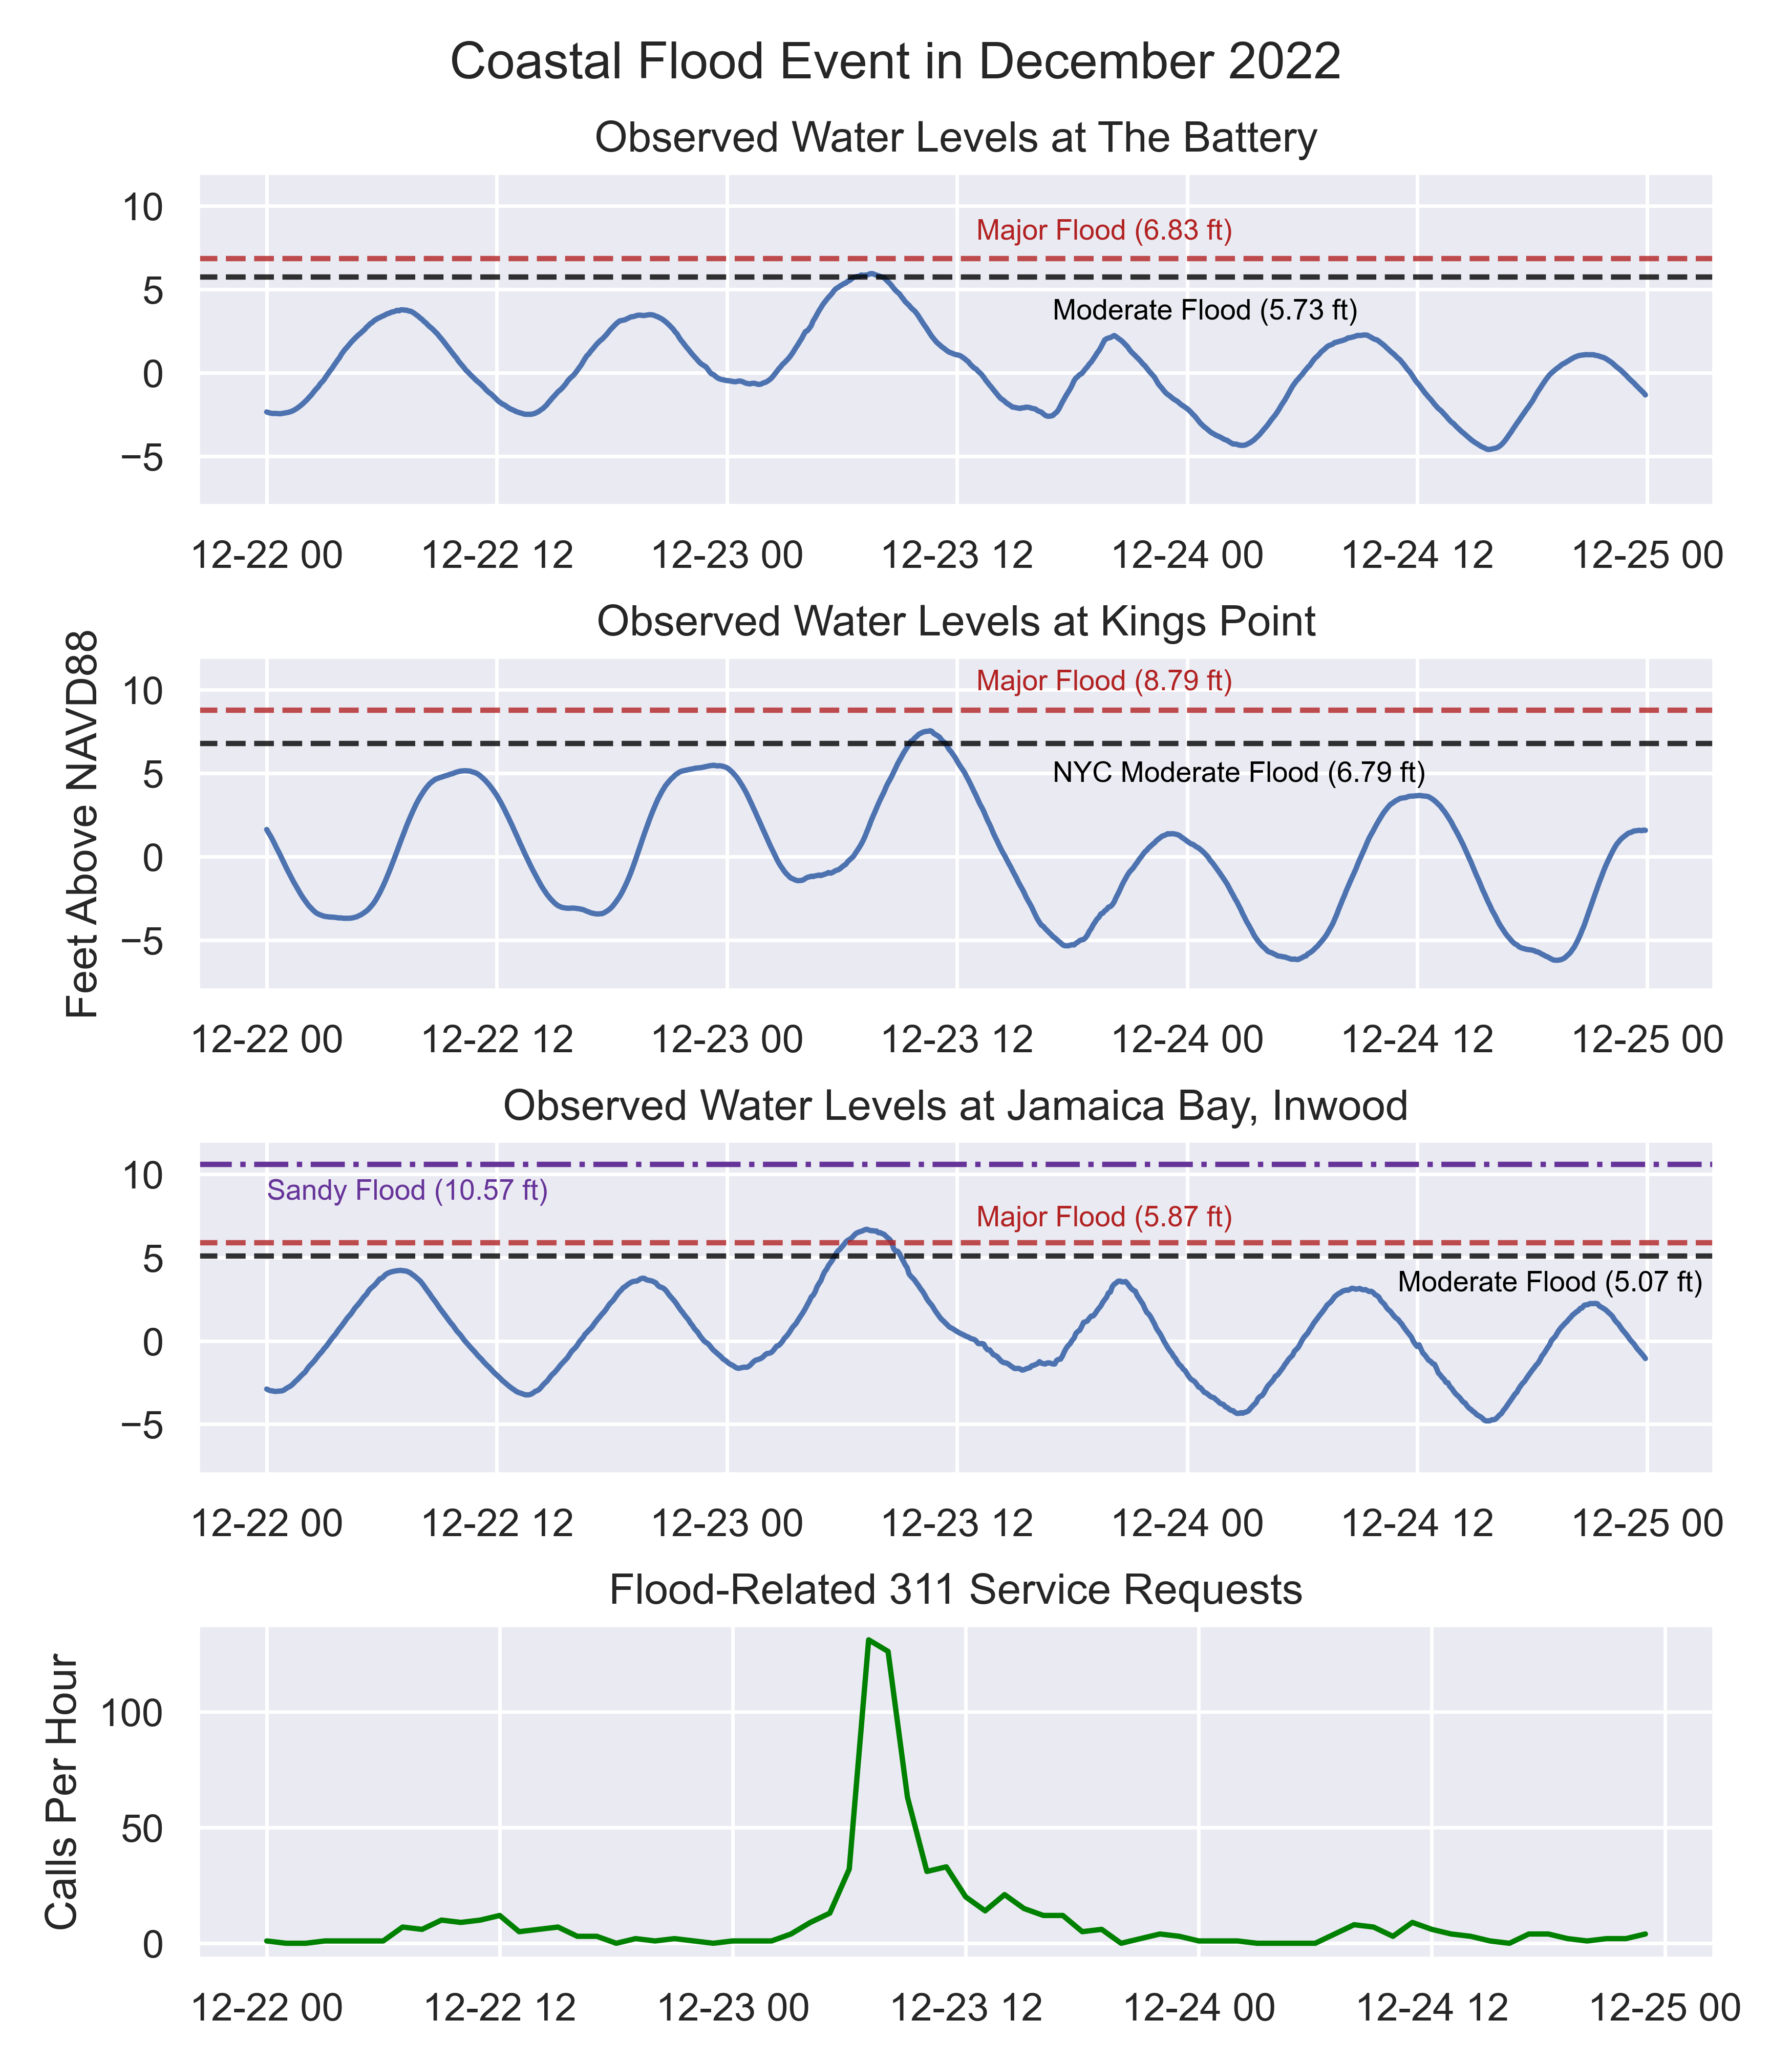 Coastal Flood Event in December 2022
Observed Water Levels at The Battery
10
5
0
−5
Major Flood (6.83 ft)
Moderate Flood (5.73 ft)
12-22 00 12-22 12 12-23 00 12-23 12 12-24 00 12-24 12 12-25 00
Feet Above NAVD88
Observed Water Levels at Kings Point
10
5
0
−5
Major Flood (8.79 ft)
NYC Moderate Flood (6.79 ft)
12-22 00 12-22 12 12-23 00 12-23 12 12-24 00 12-24 12 12-25 00
Observed Water Levels at Jamaica Bay, Inwood
10
5
0
−5
Sandy Flood (10.57 ft)
Major Flood (5.87 ft)
Moderate Flood (5.07 ft)
12-22 00 12-22 12 12-23 00 12-23 12 12-24 00 12-24 12 12-25 00
Flood-Related 311 Service Requests
Calls Per Hour
100
50
0
12-22 00 12-22 12 12-23 00 12-23 12 12-24 00 12-24 12 12-25 00